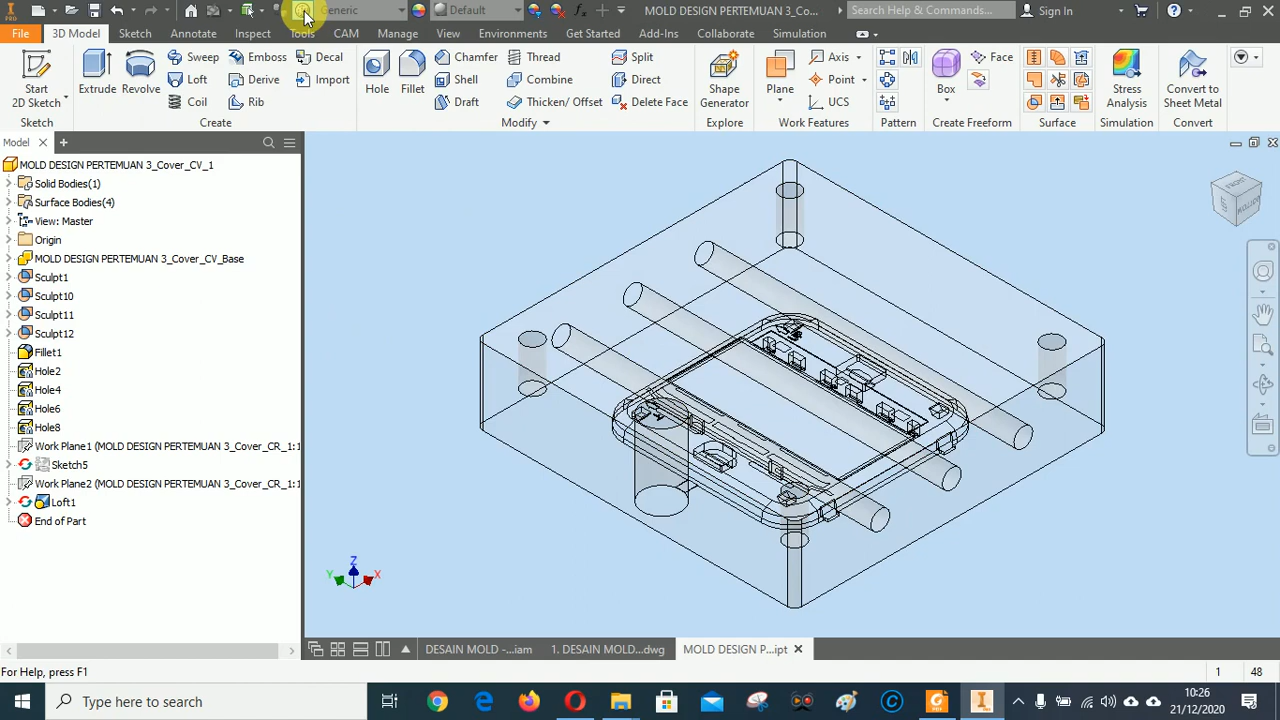 PRO
Generic
Default
MOLD DESIGN PERTEMUAN 3_Co...
Search Help & Commands...
Sign In
File
3D Model
Sketch
Annotate
Inspect
Tools
CAM
Manage
View
Environments
Get Started
Add-Ins
Collaborate
Simulation
Start
2D Sketch
Extrude
Revolve
Sweep
Loft
Coil
Emboss
Derive
Rib
Decal
Import
Hole
Fillet
Chamfer
Shell
Draft
Thread
Combine
Thicken/ Offset
Split
Direct
Delete Face
Shape
Generator
Plane
Axis
Point
UCS
Box
Face
Stress
Analysis
Convert to
Sheet Metal
Sketch
Create
Modify
Explore
Work Features
Pattern
Create Freeform
Surface
Simulation
Convert
Model
MOLD DESIGN PERTEMUAN 3_Cover_CV_1
Solid Bodies(1)
Surface Bodies(4)
View: Master
Origin
MOLD DESIGN PERTEMUAN 3_Cover_CV_Base
Sculpt1
Sculpt10
Sculpt11
Sculpt12
Fillet1
Hole2
Hole4
Hole6
Hole8
Work Plane1 (MOLD DESIGN PERTEMUAN 3_Cover_CR_1:1
Sketch5
Work Plane2 (MOLD DESIGN PERTEMUAN 3_Cover_CR_1:1
Loft1
End of Part
FRONT
BOTTOM
Z
Y
X
DESAIN MOLD -...iam
1. DESAIN MOLD...dwg
MOLD DESIGN P...ipt
For Help, press F1
1
48
Type here to search
10:26
21/12/2020